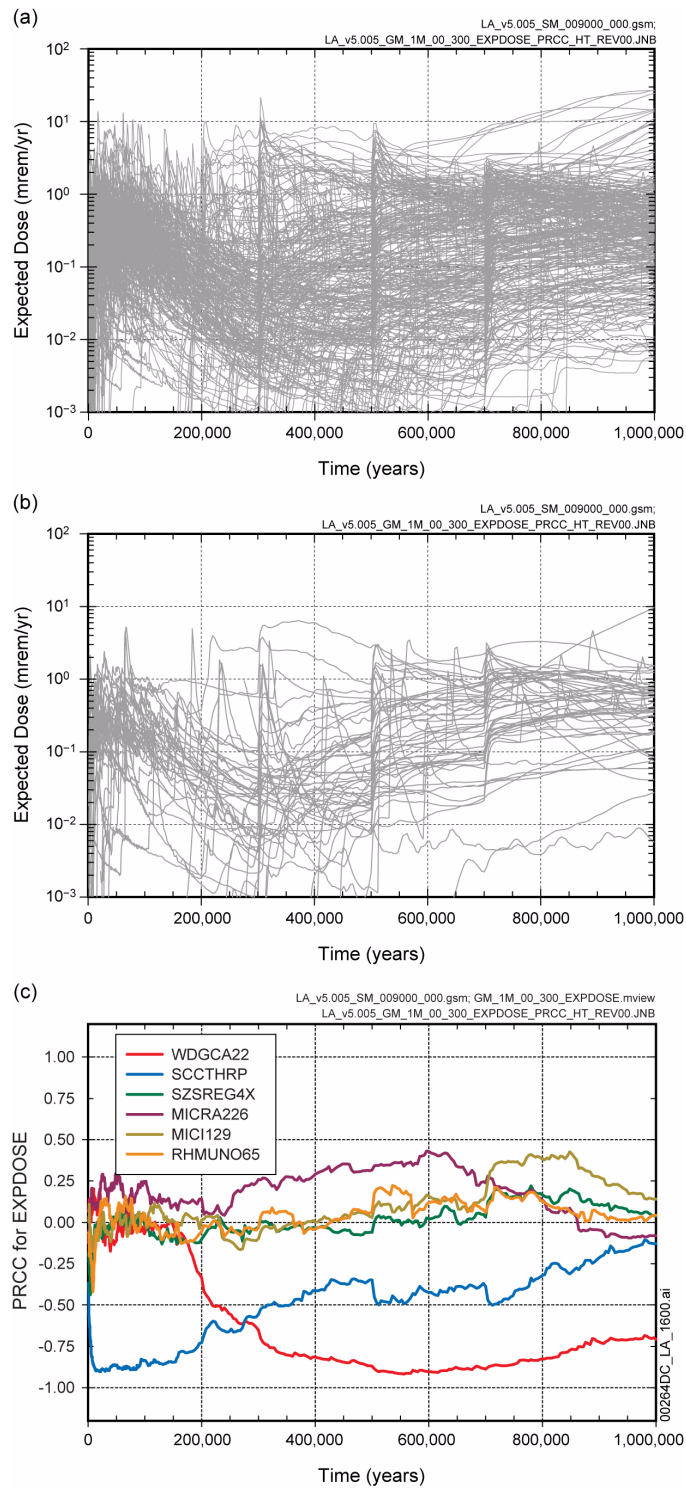 (a)
LA_v5.005_SM_009000_000.gsm;
LA_v5.005_GM_1M_00_300_EXPDOSE_PRCC_HT_REV00.JNB
10²
10¹
10⁰
10⁻¹
10⁻²
10⁻³
Expected Dose (mrem/yr)
0 200,000 400,000 600,000 800,000 1,000,000
Time (years)
(b)
LA_v5.005_SM_009000_000.gsm;
LA_v5.005_GM_1M_00_300_EXPDOSE_PRCC_HT_REV00.JNB
10²
10¹
10⁰
10⁻¹
10⁻²
10⁻³
Expected Dose (mrem/yr)
0 200,000 400,000 600,000 800,000 1,000,000
Time (years)
(c)
LA_v5.005_SM_009000_000.gsm; GM_1M_00_300_EXPDOSE.mview
LA_v5.005_GM_1M_00_300_EXPDOSE_PRCC_HT_REV00.JNB
WDGCA22
SCCTHRP
SZSREG4X
MICRA226
MICI129
RHMUNO65
1.00
0.75
0.50
0.25
0.00
-0.25
-0.50
-0.75
-1.00
PRCC for EXPDOSE
0 200,000 400,000 600,000 800,000 1,000,000
Time (years)
00264DC_LA_1600.ai